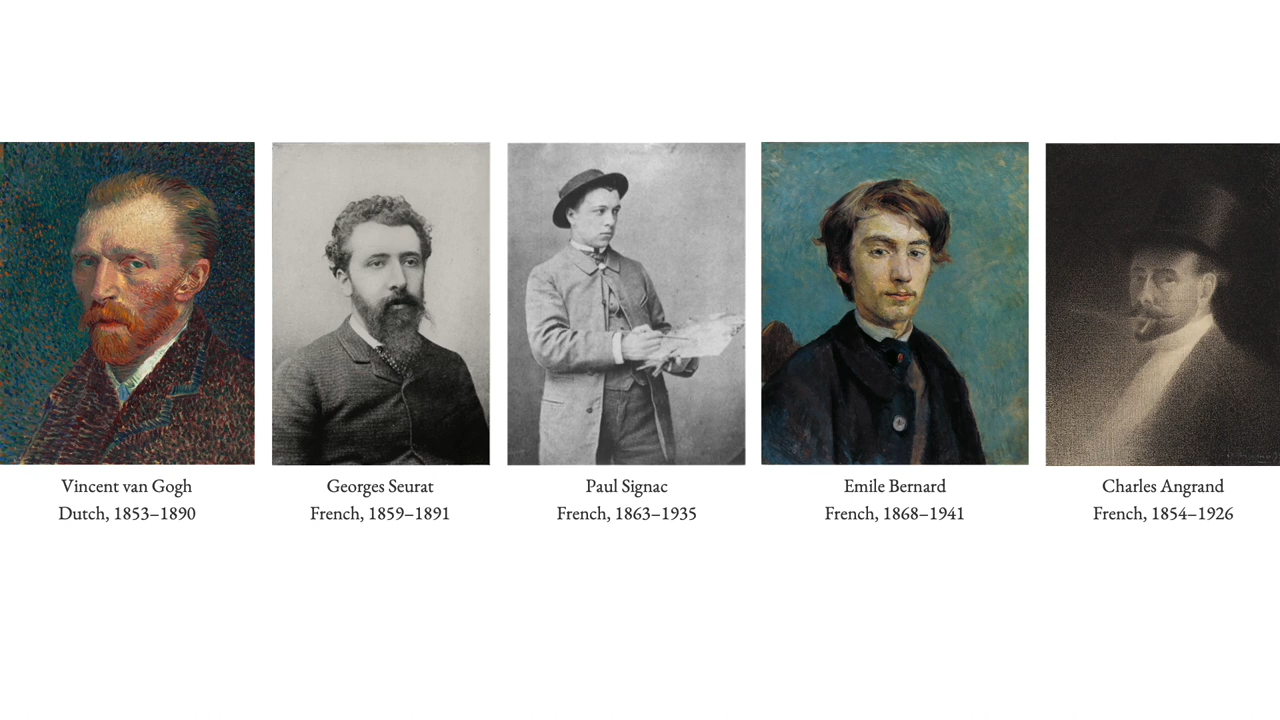 Vincent van Gogh
Dutch, 1853–1890
Georges Seurat
French, 1859–1891
Paul Signac
French, 1863–1935
Emile Bernard
French, 1868–1941
Charles Angrand
French, 1854–1926